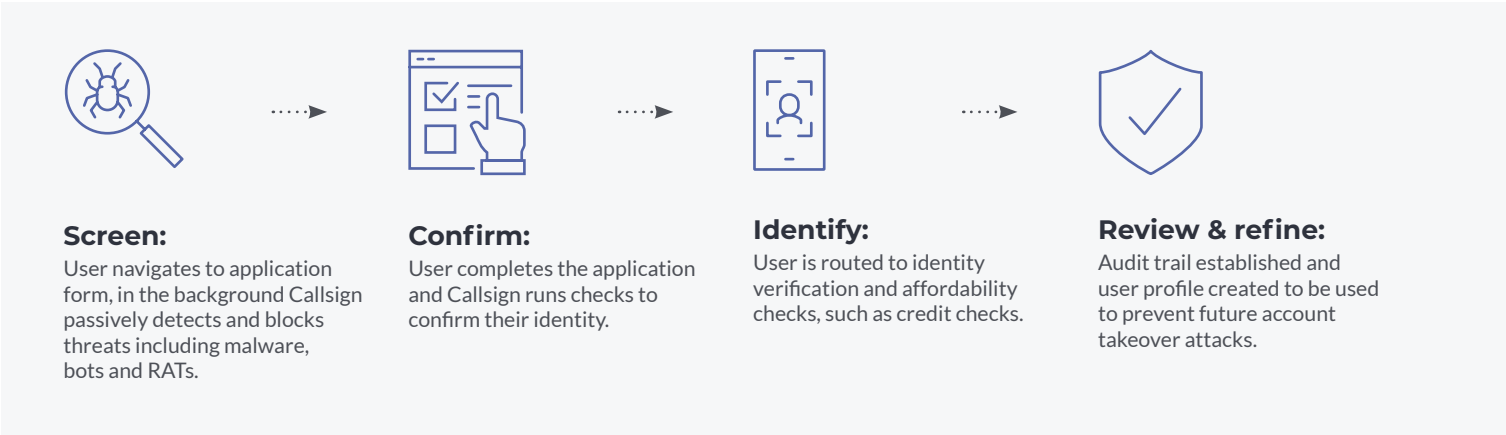 Screen:
User navigates to application
form, in the background Callsign
passively detects and blocks
threats including malware,
bots and RATs.
Confirm:
User completes the application
and Callsign runs checks to
confirm their identity.
Identify:
User is routed to identity
verification and affordability
checks, such as credit checks.
Review & refine:
Audit trail established and
user profile created to be used
to prevent future account
takeover attacks.